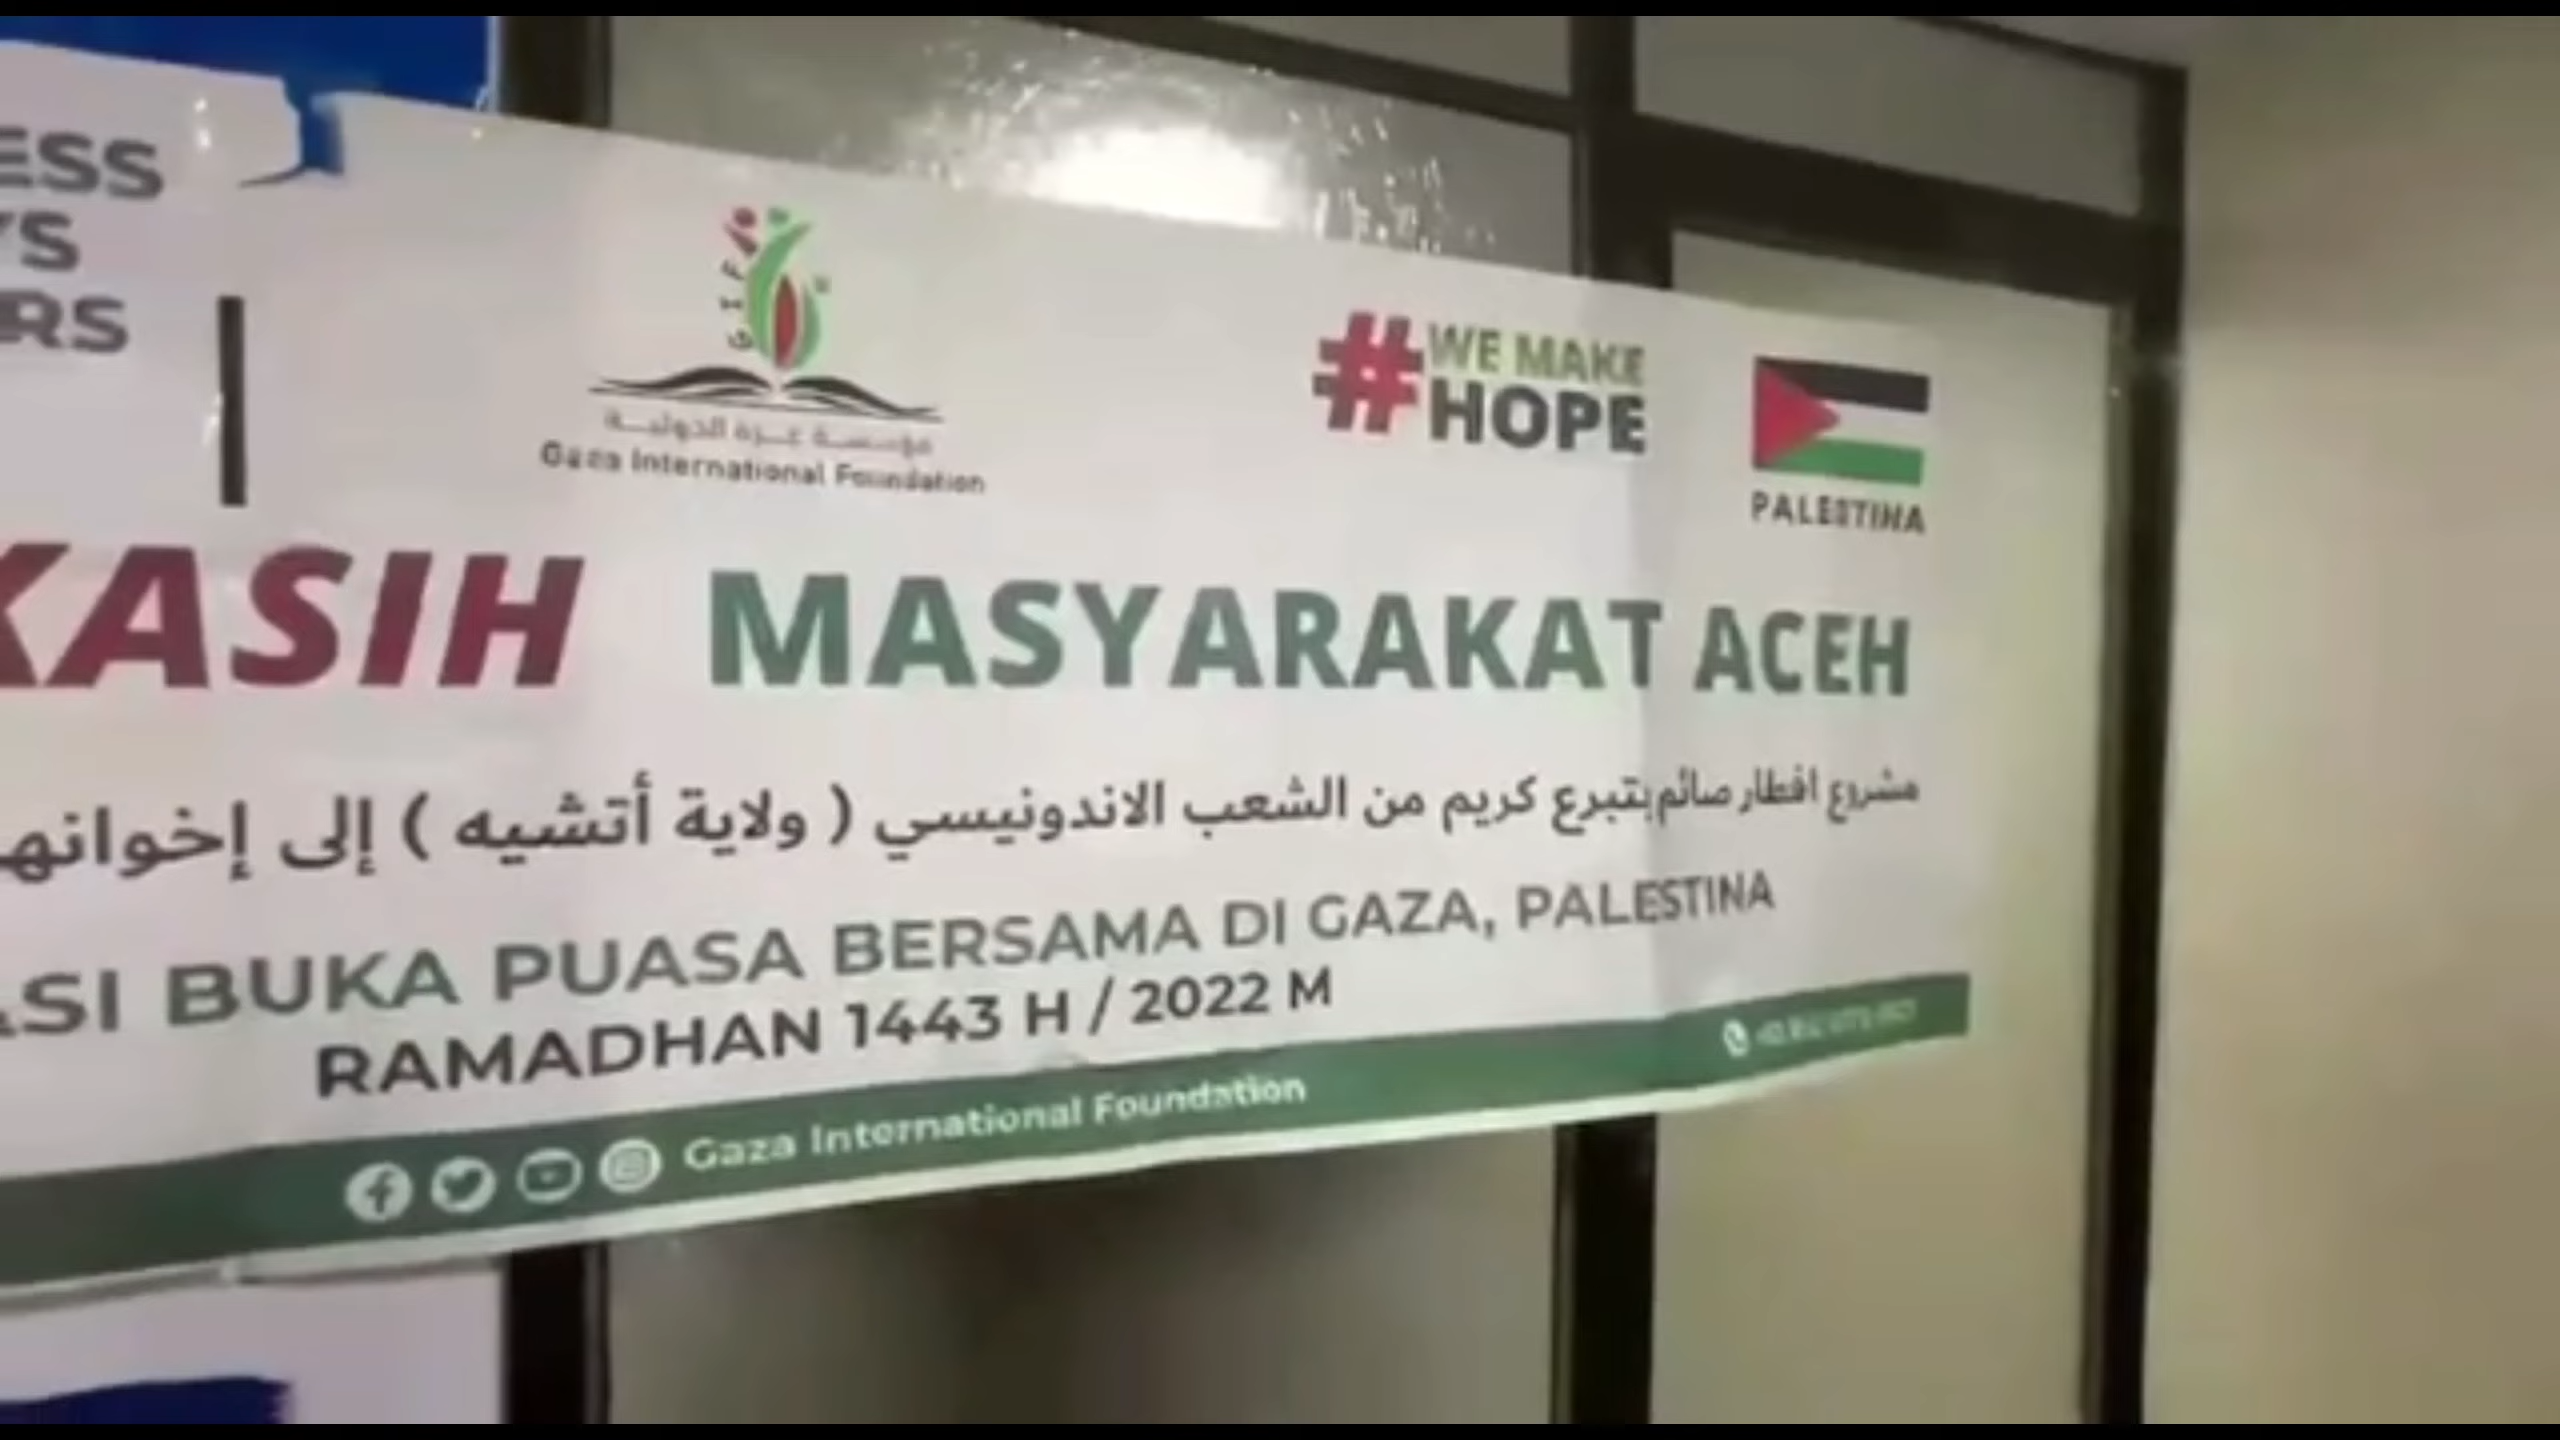 ESS
YS
RS
GIF
مؤسسة غزة الدولية
Gaza International Foundation
#WE MAKE
HOPE
PALESTINA
KASIH MASYARAKAT ACEH
مشروع افطار صائم بتبرع كريم من الشعب الاندونيسي ( ولاية أتشيه ) إلى إخوانه
ASI BUKA PUASA BERSAMA DI GAZA, PALESTINA
RAMADHAN 1443 H / 2022 M
Gaza International Foundation